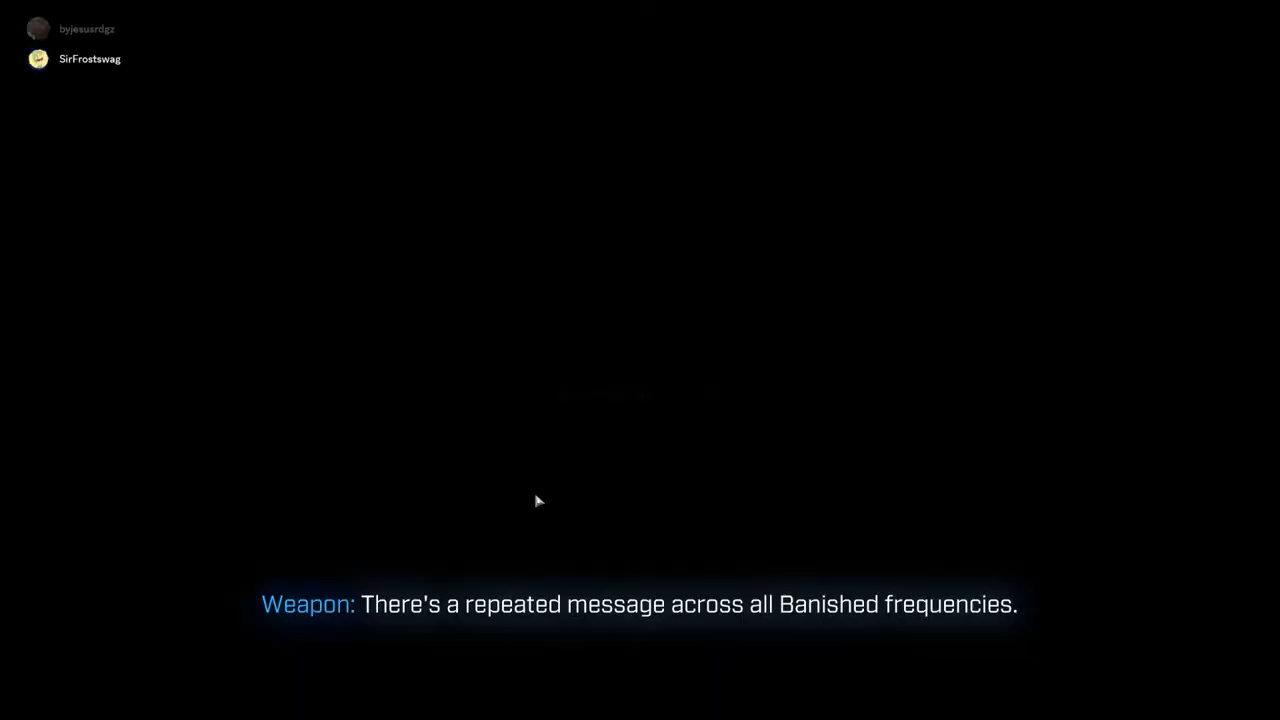 byjesusrdgz
SirFrostswag
Weapon: There's a repeated message across all Banished frequencies.